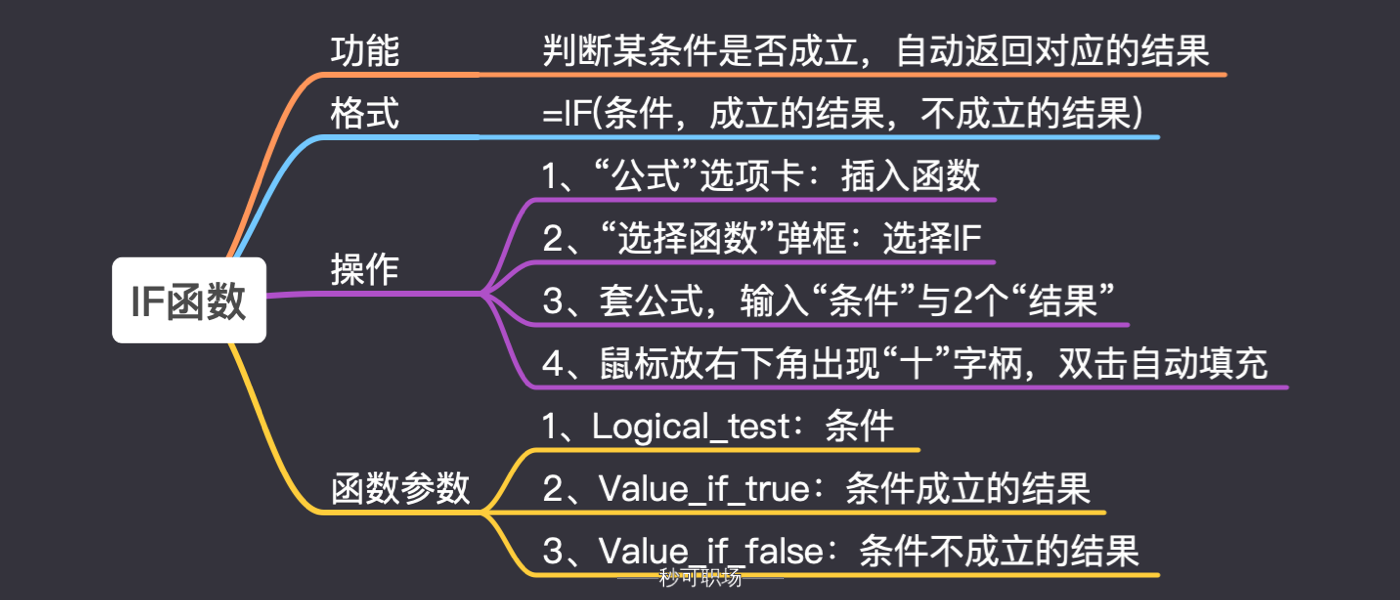 功能
判断某条件是否成立，自动返回对应的结果
格式
=IF(条件，成立的结果，不成立的结果)
1、“公式”选项卡：插入函数
2、“选择函数”弹框：选择IF
操作
3、套公式，输入“条件”与2个“结果”
4、鼠标放右下角出现“十”字柄，双击自动填充
IF函数
1、Logical_test：条件
函数参数
2、Value_if_true：条件成立的结果
3、Value_if_false：条件不成立的结果
秒可职场